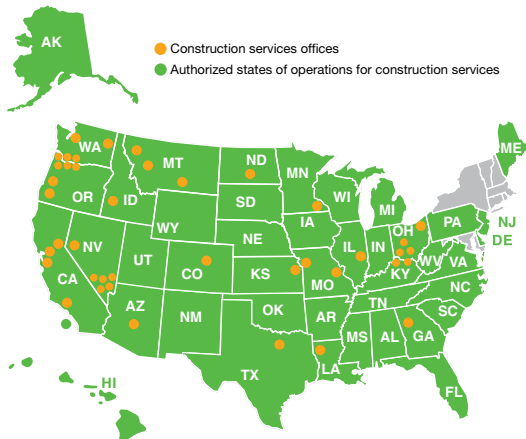 AK
Construction services offices
Authorized states of operations for construction services
WA
MT
ND
MN
ME
OR
ID
SD
WI
MI
WY
IA
PA
NJ
NV
NE
IL
IN
OH
DE
UT
CO
KS
MO
KY
WV
VA
CA
NC
AZ
NM
OK
AR
TN
SC
MS
AL
GA
TX
LA
HI
FL